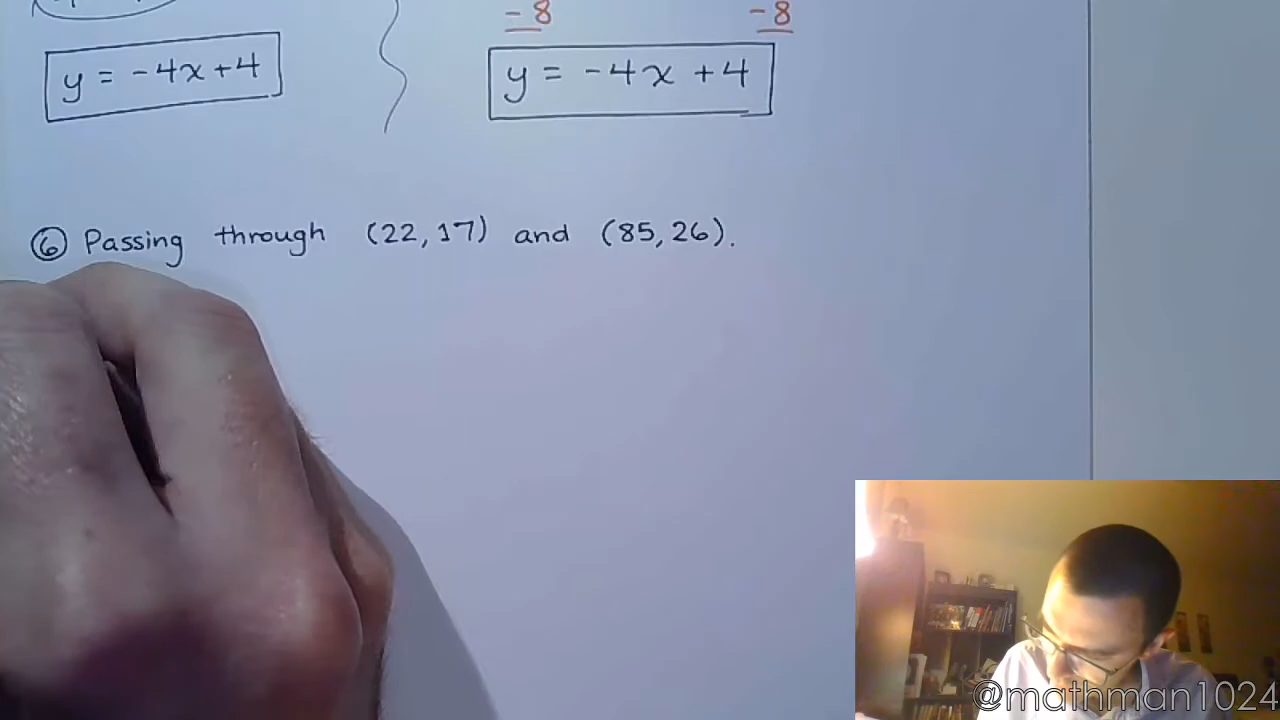 -8 -8
y = -4x+4
y = -4x +4
⑥ Passing through (22,17) and (85,26).
@mathman1024